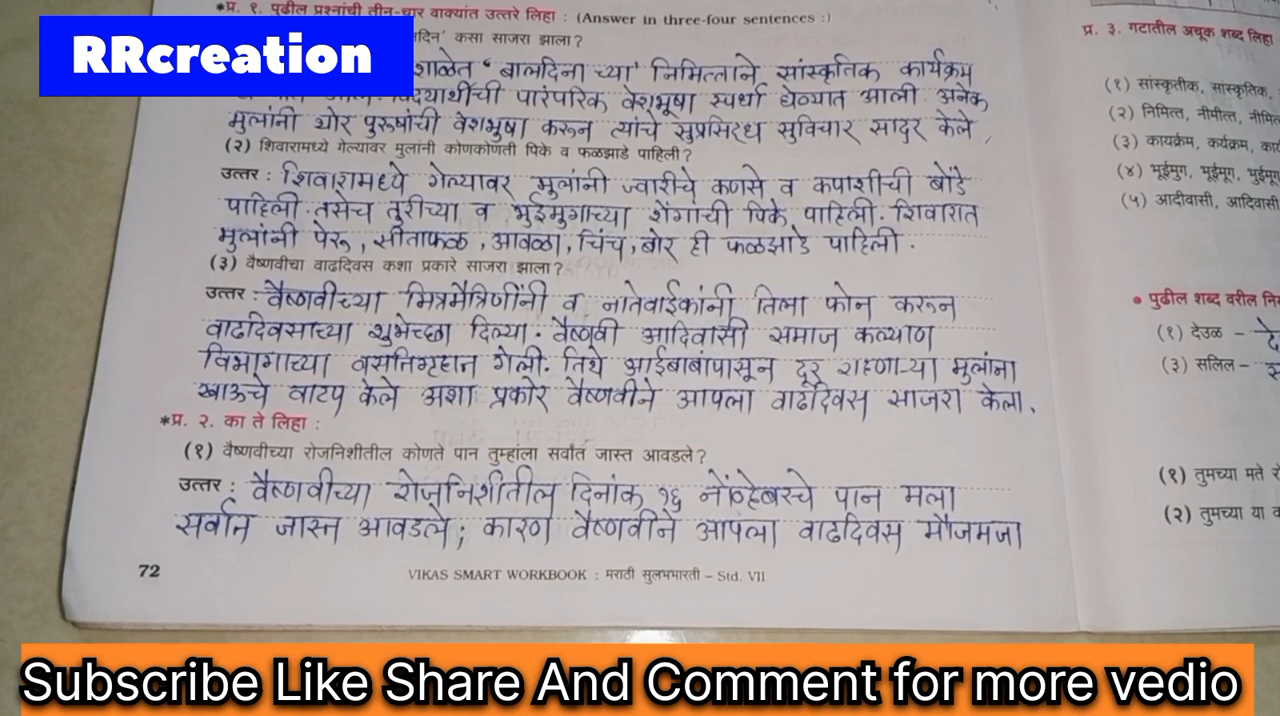 *प्र. १. पुढील प्रश्नांची तीन-चार वाक्यांत उत्तरे लिहा : (Answer in three-four sentences :)
RRcreation
कसा साजरा झाला?
शाळेत 'बालदिना च्या' निमित्ताने सांस्कृतिक कार्यक्रम
पारंपरिक वेशभूषा स्पर्धा घेण्यात आली. अनेक
मुलांनी थोर पुरुषांची वेशभूषा करून त्यांचे सुप्रसिद्ध सुविचार सादर केले,
(२) शिवारामध्ये गेल्यावर मुलांनी कोणकोणती पिके व फळझाडे पाहिली?
उत्तर : शिवारामध्ये गेल्यावर मुलांनी ज्वारीचे कणसे व कपाशीची बोंडे
पाहिली. तसेच तुरीच्या व भुईमुगाच्या शेंगाची पिके पाहिली. शिवारात
मुलांनी पेरू, सीताफळ, आवळा, चिंच, बोर ही फळझाडे पाहिली.
(३) वैष्णवीचा वाढदिवस कशा प्रकारे साजरा झाला?
उत्तर : वैष्णवीच्या मित्रमैत्रिणींनी व नातेवाईकांनी तिला फोन करून
वाढदिवसाच्या शुभेच्छा दिल्या. वैष्णवी आदिवासी समाज कल्याण
विभागाच्या वसतिगृहात गेली. तिथे आईबाबांपासून दूर राहणाऱ्या मुलांना
खाऊचे वाटप केले अशा प्रकारे वैष्णवीने आपला वाढदिवस साजरा केला.
*प्र. २. का ते लिहा :
(१) वैष्णवीच्या रोजनिशीतील कोणते पान तुम्हांला सर्वांत जास्त आवडले?
उत्तर : वैष्णवीच्या रोजनिशीतील दिनांक १६ नोव्हेंबरचे पान मला
सर्वात जास्त आवडले; कारण वैष्णवीने आपला वाढदिवस मौजमजा
72
VIKAS SMART WORKBOOK : मराठी सुलभभारती – Std. VII
प्र. ३. गटातील अचूक शब्द लिहा
(१) सांस्कृतीक, सांस्कृतिक,
(२) निमित्त, नीमीत्त,
(३) कायक्रम, कर्यक्रम,
(४) भूईमुग, भुईमूग,
(५) आदीवासी, आदिवासी
• पुढील शब्द वरील
(१) देउळ –
(३) सलिल –
(१) तुमच्या मते
(२) तुमच्या या
Subscribe Like Share And Comment for more vedio